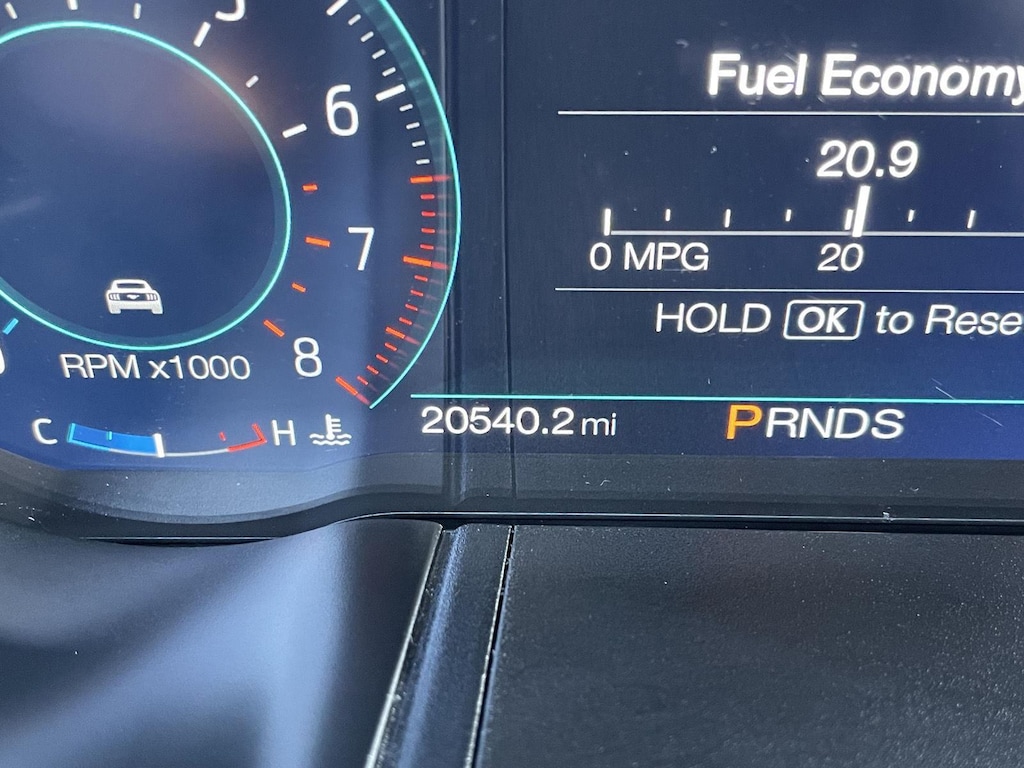 5
6
7
8
RPM x1000
C H
20540.2 mi
PRNDS
Fuel Economy
20.9
0 MPG 20
HOLD OK to Rese